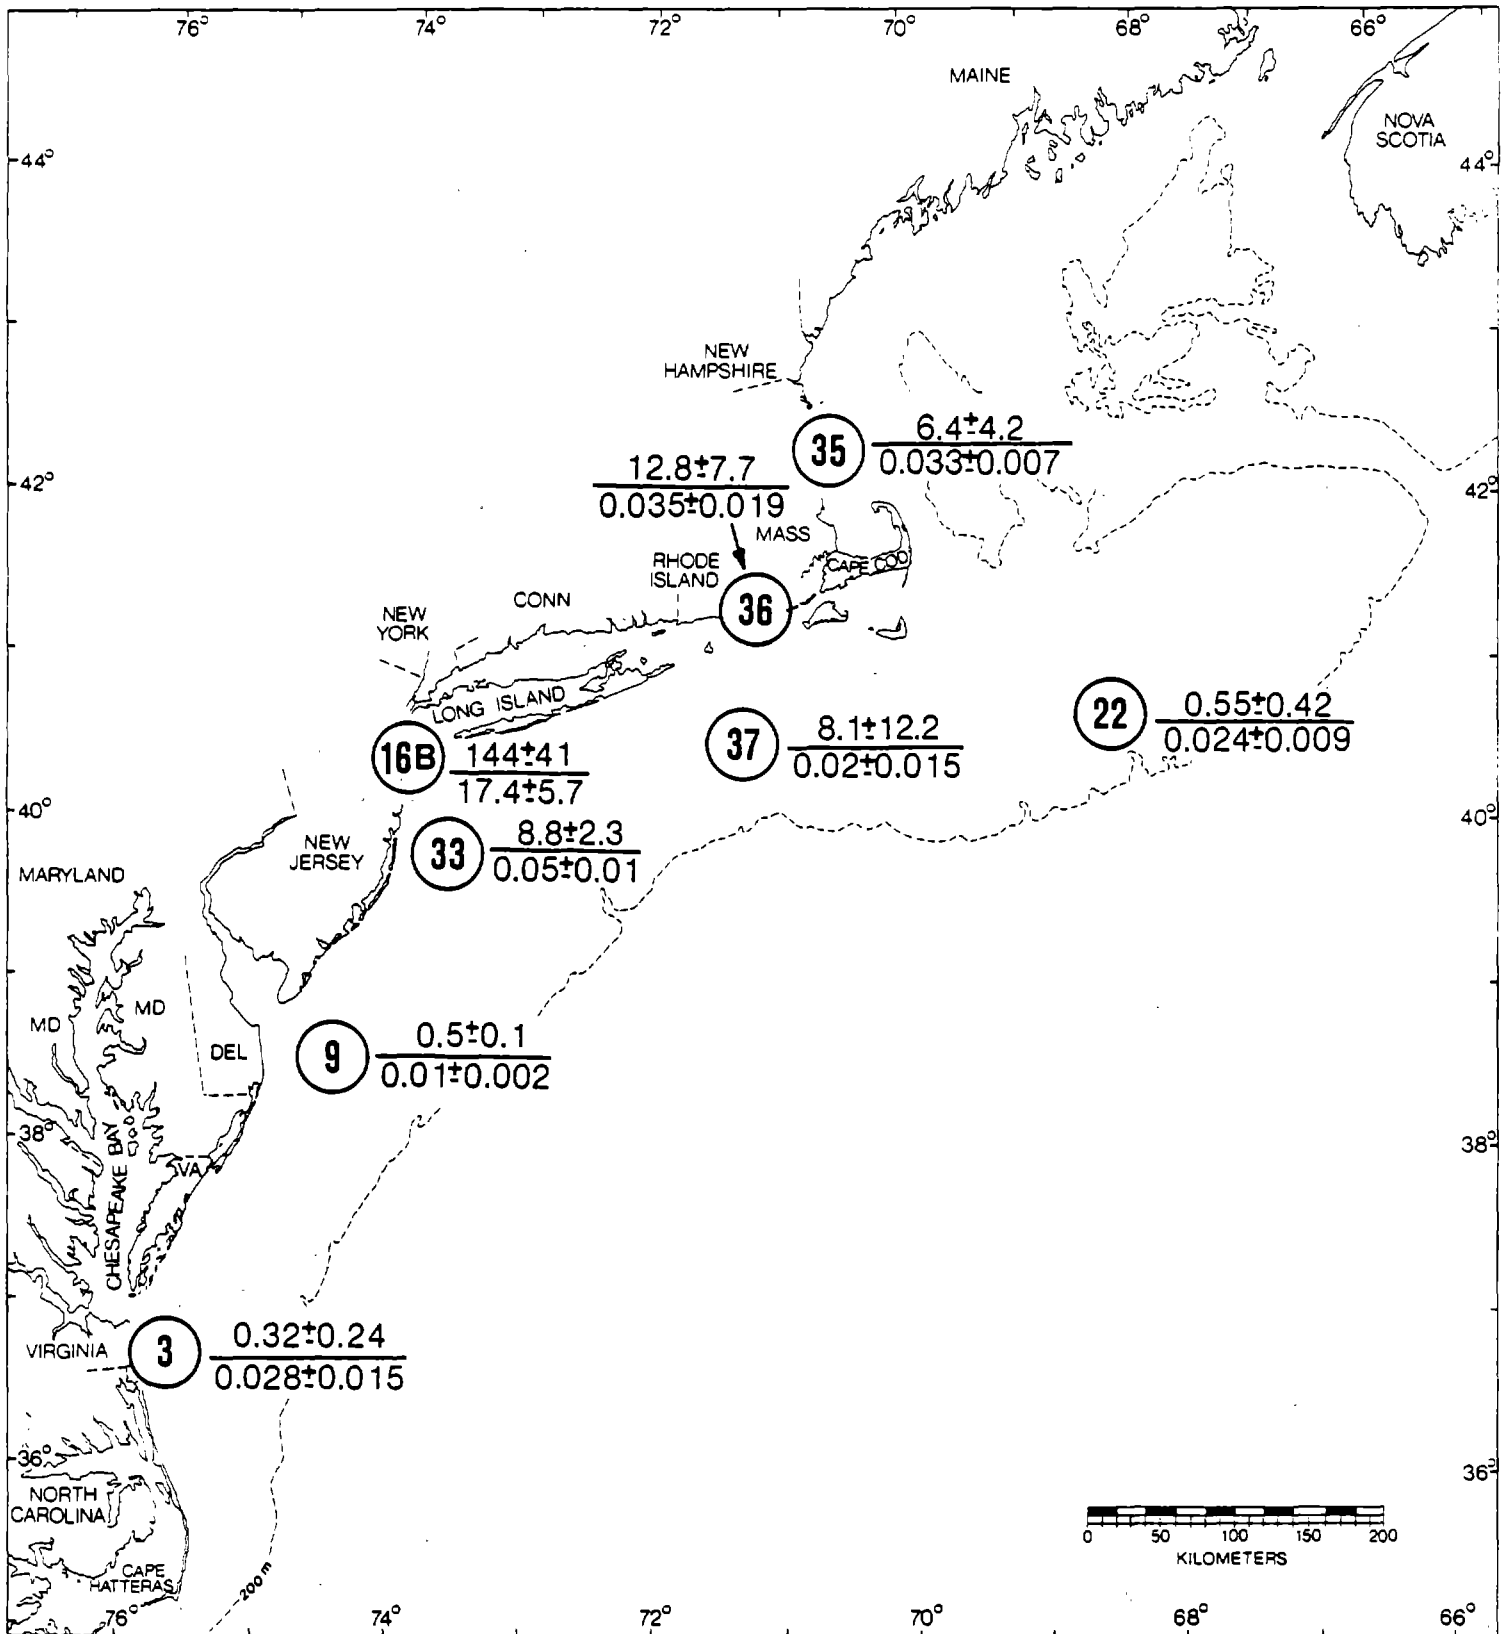 76° 74° 72° 70° 68° 66°
MAINE
NOVA
SCOTIA
44° 44°
NEW
HAMPSHIRE
35 6.4±4.2
0.033±0.007
12.8±7.7
0.035±0.019
42° 42°
MASS
CAPE COD
RHODE
ISLAND
36
CONN
NEW
YORK
LONG ISLAND
22 0.55±0.42
0.024±0.009
37 8.1±12.2
0.02±0.015
16B 144±41
17.4±5.7
40° 40°
NEW
JERSEY
33 8.8±2.3
0.05±0.01
MARYLAND
MD
MD
DEL
9 0.5±0.1
0.01±0.002
38° 38°
CHESAPEAKE BAY
VA
VIRGINIA
3 0.32±0.24
0.028±0.015
36° 36°
NORTH
CAROLINA
CAPE
HATTERAS
200 m
0 50 100 150 200
KILOMETERS
76° 74° 72° 70° 68° 66°